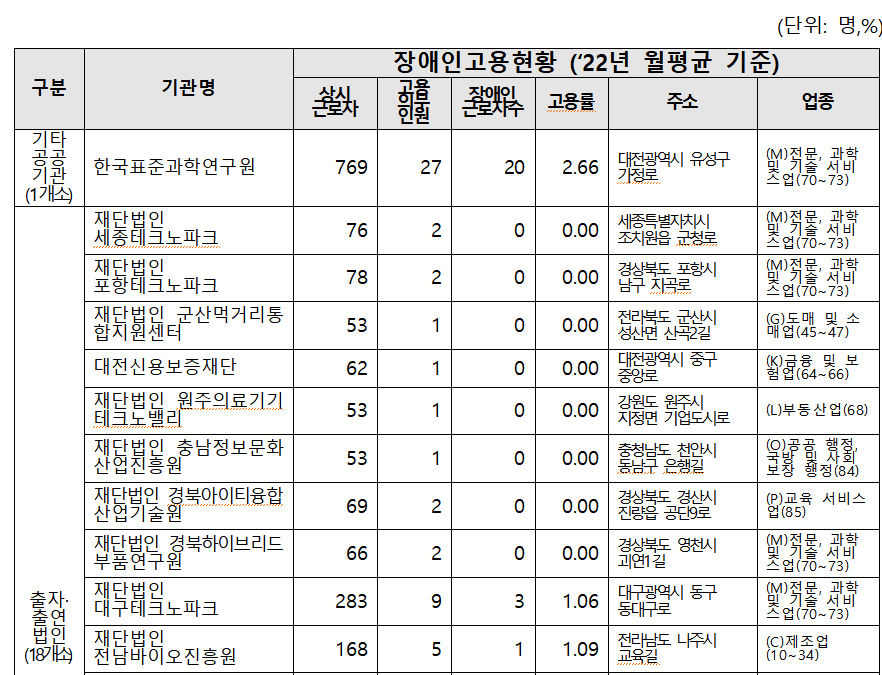 (단위: 명,%)
구분
기관명
장애인고용현황 (‘22년 월평균 기준)
상시
근로자
고용
의무
인원
장애인
근로자수
고용률
주소
업종
기타
공공
기관
(1개소)
한국표준과학연구원
769
27
20
2.66
대전광역시 유성구
가정로
(M)전문, 과학
및 기술 서비
스업(70~73)
출자·
출연
법인
(18개소)
재단법인
세종테크노파크
76
2
0
0.00
세종특별자치시
조치원읍 군청로
(M)전문, 과학
및 기술 서비
스업(70~73)
재단법인
포항테크노파크
78
2
0
0.00
경상북도 포항시
남구 지곡로
(M)전문, 과학
및 기술 서비
스업(70~73)
재단법인 군산먹거리통
합지원센터
53
1
0
0.00
전라북도 군산시
성산면 산곡2길
(G)도매 및 소
매업(45~47)
대전신용보증재단
62
1
0
0.00
대전광역시 중구
중앙로
(K)금융 및 보
험업(64~66)
재단법인 원주의료기기
테크노밸리
53
1
0
0.00
강원도 원주시
지정면 기업도시로
(L)부동산업(68)
재단법인 충남정보문화
산업진흥원
53
1
0
0.00
충청남도 천안시
동남구 은행길
(O)공공 행정,
국방 및 사회
보장 행정(84)
재단법인 경북아이티융합
산업기술원
69
2
0
0.00
경상북도 경산시
진량읍 공단9로
(P)교육 서비스
업(85)
재단법인 경북하이브리드
부품연구원
66
2
0
0.00
경상북도 영천시
괴연1길
(M)전문, 과학
및 기술 서비
스업(70~73)
재단법인
대구테크노파크
283
9
3
1.06
대구광역시 동구
동대구로
(M)전문, 과학
및 기술 서비
스업(70~73)
재단법인
전남바이오진흥원
168
5
1
1.09
전라남도 나주시
교육길
(C)제조업
(10~34)